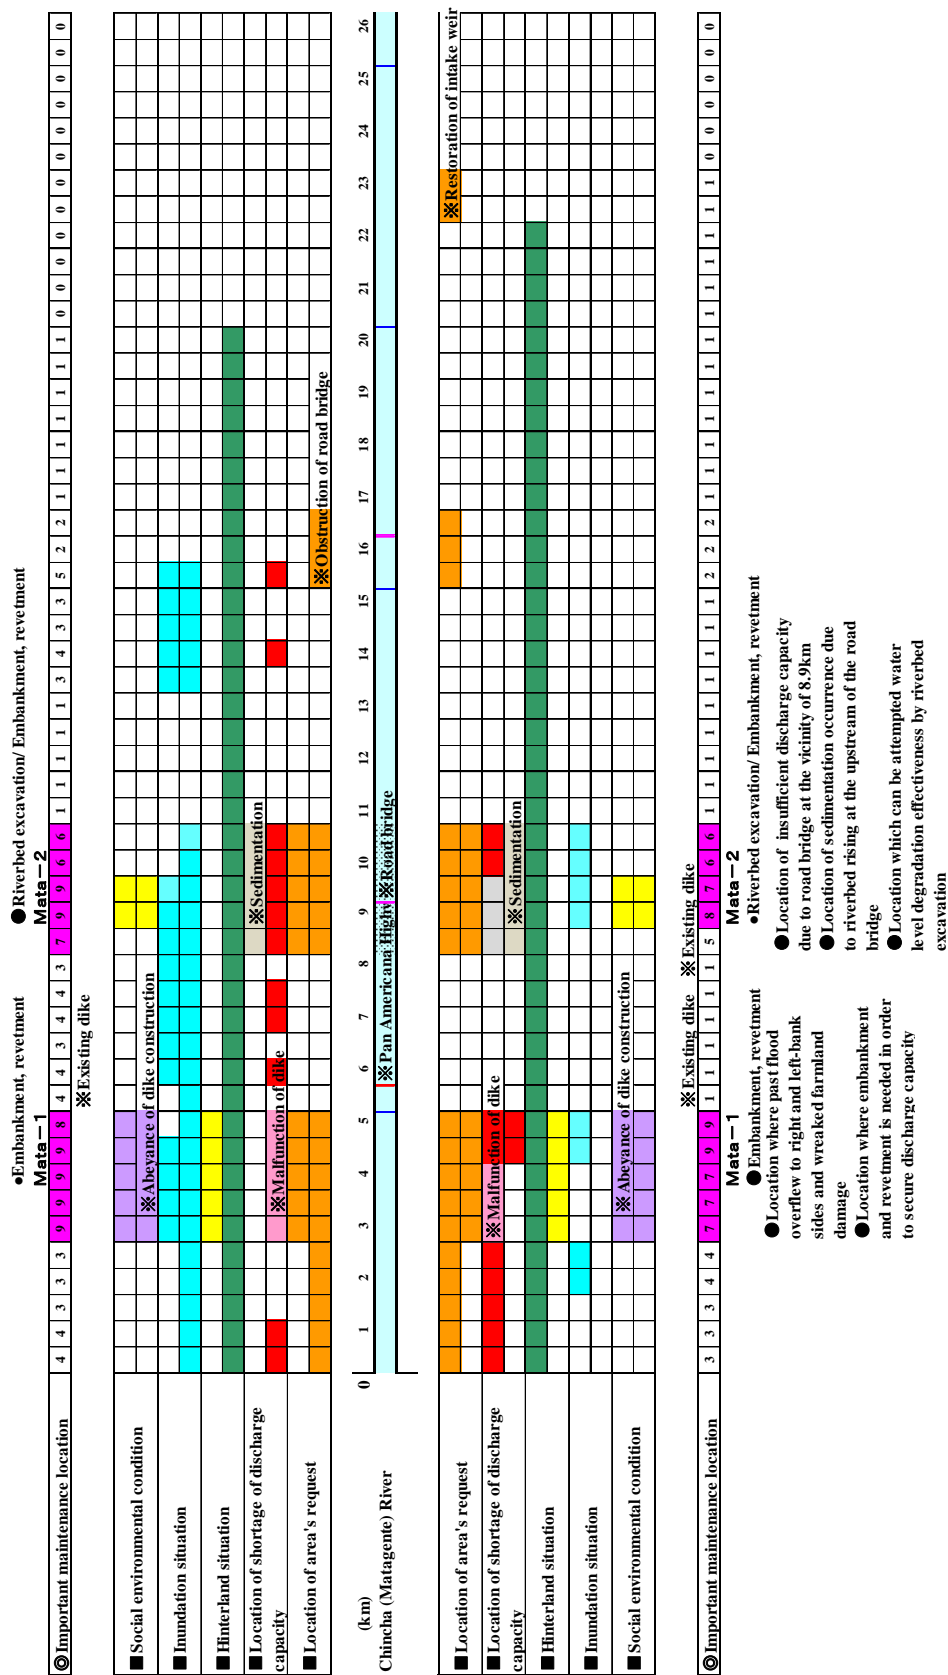 ●Embankment, revetment ●Riverbed excavation/ Embankment, revetment
Mata－1 Mata－2
◎Important maintenance location 4 4 3 3 3 9 9 9 9 8 4 4 3 4 4 3 7 9 9 6 6 1 1 1 1 1 3 4 3 3 5 2 2 1 1 1 1 1 1 1 0 0 0 0 0 0 0 0 0 0 0 0
※Existing dike
■Social environmental condition
※Abeyance of dike construction
■Inundation situation
■Hinterland situation
■Location of shortage of discharge
capacity
※Sedimentation
※Malfunction of dike
■Location of area's request
※Obstruction of road bridge
(km) 0 1 2 3 4 5 6 7 8 9 10 11 12 13 14 15 16 17 18 19 20 21 22 23 24 25 26
Chincha (Matagente) River ※Pan Americana Highw ※Road bridge
■Location of area's request ※Restoration of intake weir
■Location of shortage of discharge
capacity
※Malfunction of dike
※Sedimentation
■Hinterland situation
■Inundation situation
■Social environmental condition
※Abeyance of dike construction
※Existing dike ※Existing dike
◎Important maintenance location 3 3 3 4 4 7 7 7 9 9 1 1 1 1 1 1 5 8 7 6 6 1 1 1 1 1 1 1 1 1 2 2 2 1 1 1 1 1 1 1 1 1 1 1 1 1 0 0 0 0 0 0
Mata－1 Mata－2
●Embankment, revetment
●Location where past flood
overflew to right and left-bank
sides and wreaked farmland
damage
●Location where embankment
and revetment is needed in order
to secure discharge capacity
●Riverbed excavation/ Embankment, revetment
●Location of insufficient discharge capacity
due to road bridge at the vicinity of 8.9km
●Location of sedimentation occurrence due
to riverbed rising at the upstream of the road
bridge
●Location which can be attempted water
level degradation effectiveness by riverbed
excavation